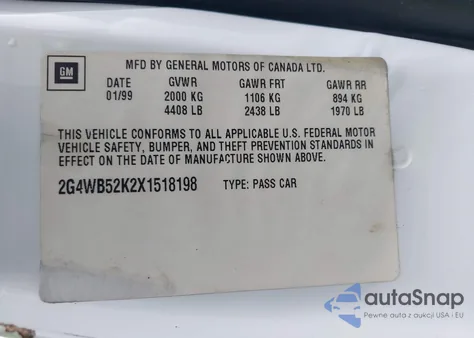 GM
MFD BY GENERAL MOTORS OF CANADA LTD.
DATE GVWR GAWR FRT GAWR RR
01/99 2000 KG 1106 KG 894 KG
4408 LB 2438 LB 1970 LB
THIS VEHICLE CONFORMS TO ALL APPLICABLE U.S. FEDERAL MOTOR
VEHICLE SAFETY, BUMPER, AND THEFT PREVENTION STANDARDS IN
EFFECT ON THE DATE OF MANUFACTURE SHOWN ABOVE.
2G4WB52K2X1518198 TYPE: PASS CAR
autoSnap
Pewne auta z aukcji USA i EU